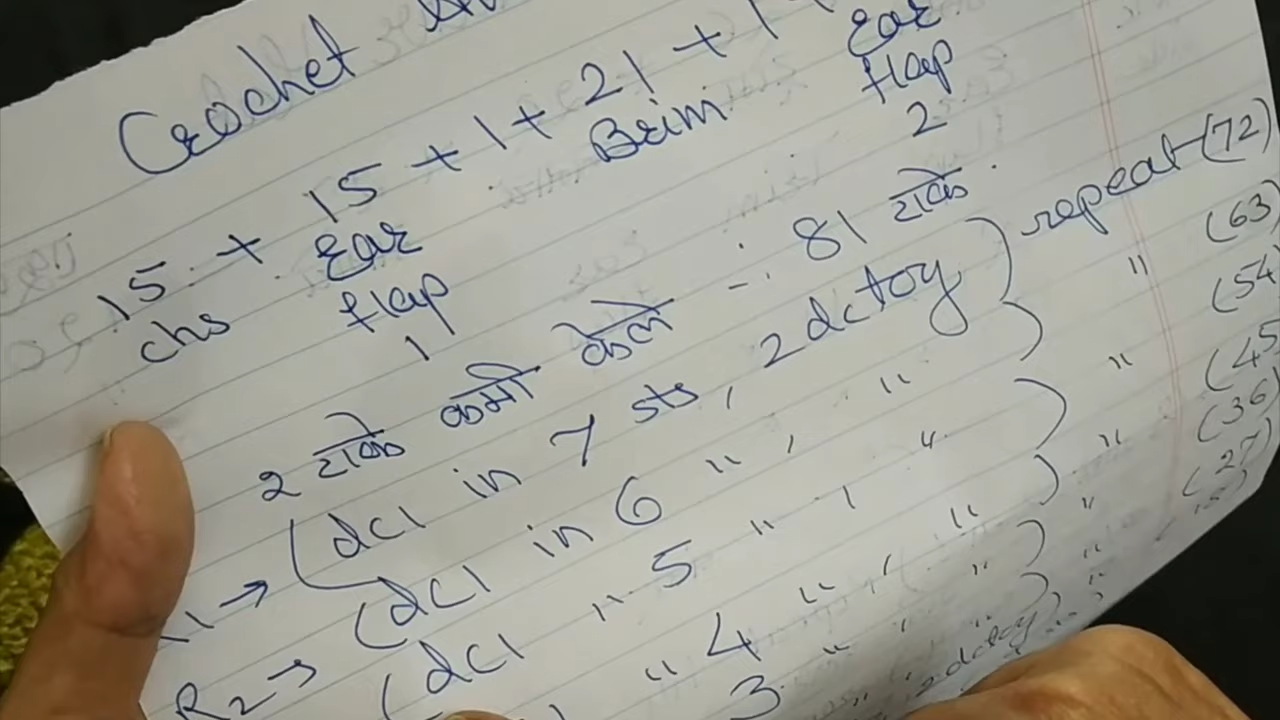 Crochet
15 + 15 + 1 + 21 + 1
chs Ear Brim Ear
flap flap
1 2
2 टाके कमी केले - 81 टाके.
R1 → (dc1 in 7 sts, 2dctog) repeat (72)
R2 → (dc1 in 6 " , " ) " (63)
(dc1 " 5 " , " ) " (54
" 4 " , " ) " (45
3 " , " ) " (36)
2dctog) " (27)